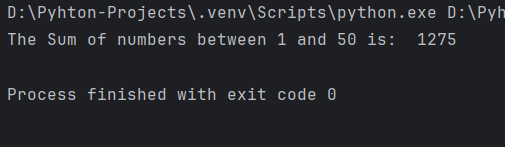 D:\Pyhton-Projects\.venv\Scripts\python.exe D:\Pyh
The Sum of numbers between 1 and 50 is:  1275
Process finished with exit code 0